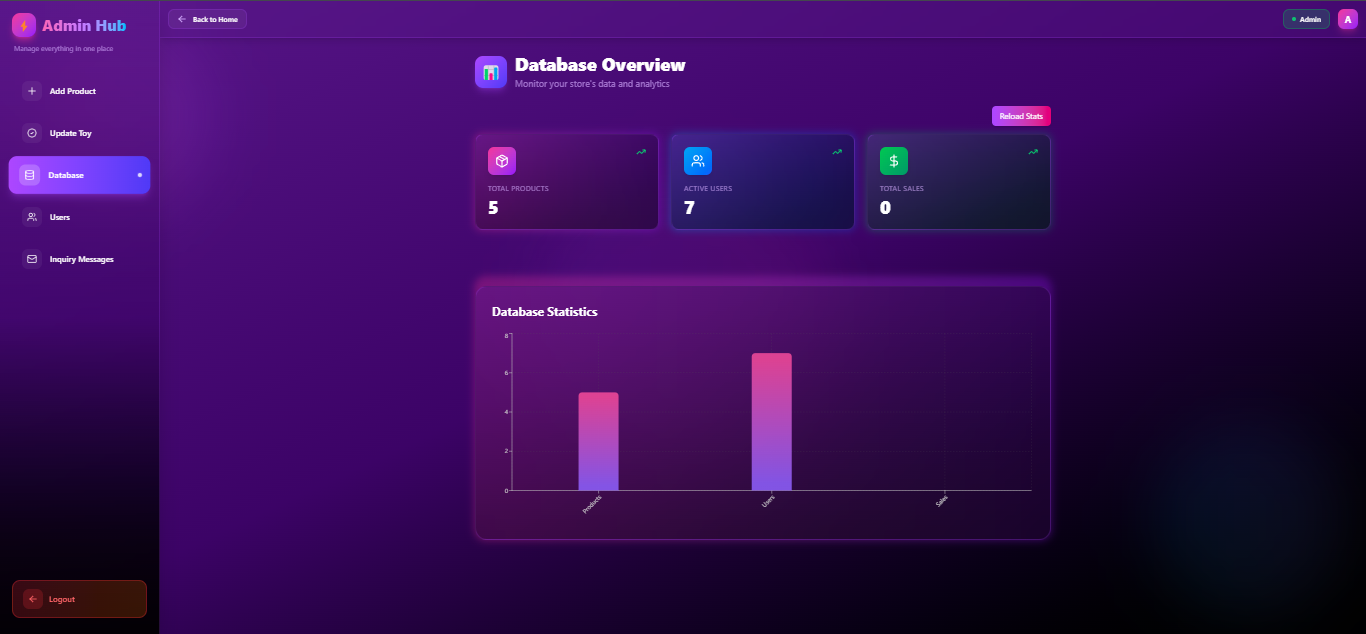 Admin Hub
Manage everything in one place
Add Product
Update Toy
Database
Users
Inquiry Messages
Logout
Back to Home
Admin
A
Database Overview
Monitor your store's data and analytics
Reload Stats
TOTAL PRODUCTS
5
ACTIVE USERS
7
TOTAL SALES
0
Database Statistics
8
6
4
2
0
Products
Users
Sales